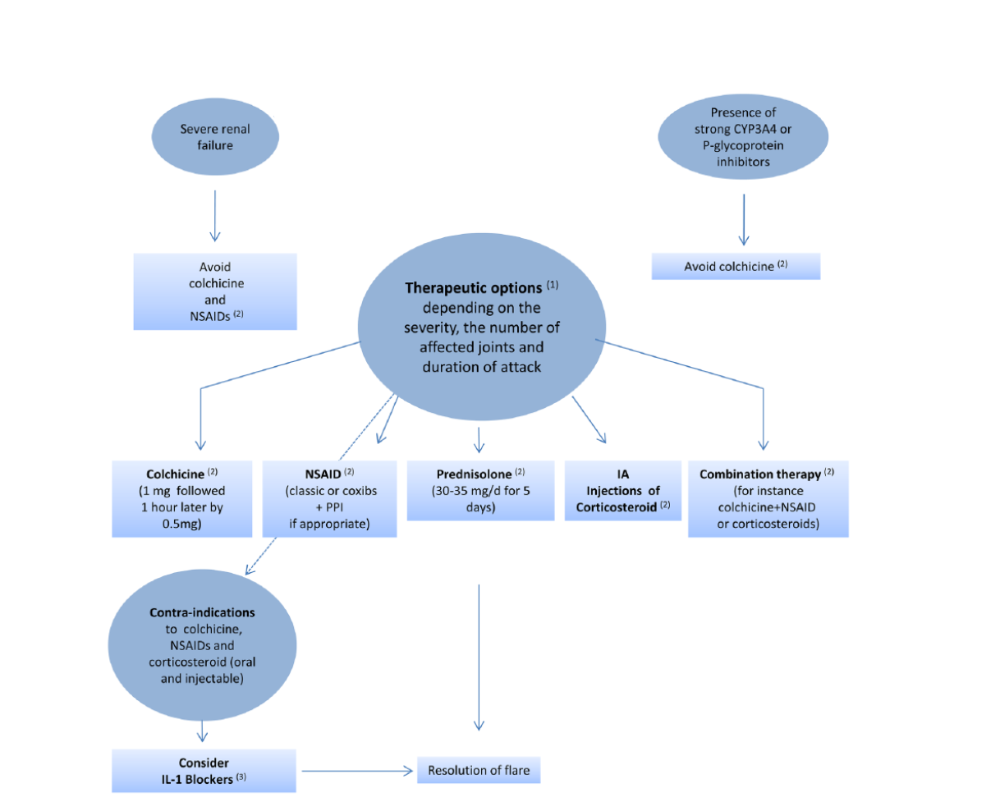 Severe renal
failure
Presence of
strong CYP3A4 or
P-glycoprotein
inhibitors
Avoid
colchicine
and
NSAIDs (2)
Avoid colchicine (2)
Therapeutic options (1)
depending on the
severity, the number of
affected joints and
duration of attack
Colchicine (2)
(1 mg followed
1 hour later by
0.5mg)
NSAID (2)
(classic or coxibs
+ PPI
if appropriate)
Prednisolone (2)
(30-35 mg/d for 5
days)
IA
Injections of
Corticosteroid (2)
Combination therapy (2)
(for instance
colchicine+NSAID
or corticosteroids)
Contra-indications
to colchicine,
NSAIDs and
corticosteroid (oral
and injectable)
Consider
IL-1 Blockers (3)
Resolution of flare